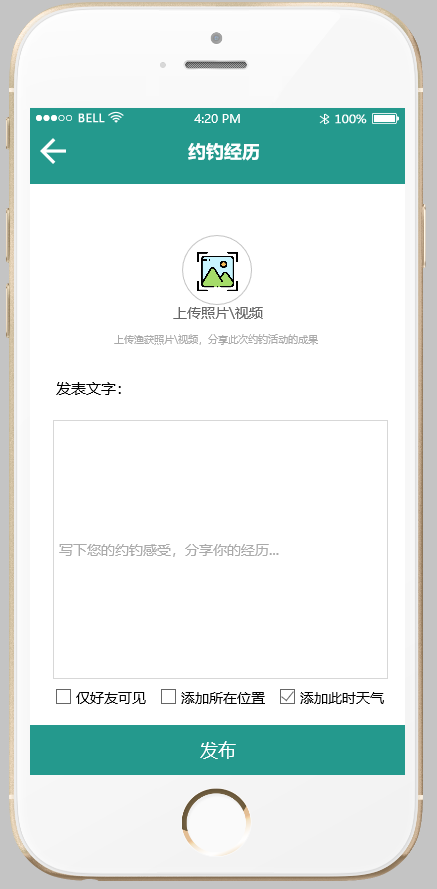 BELL 4:20 PM 100%
约钓经历
上传照片\视频
上传渔获照片\视频，分享此次约钓活动的成果
发表文字：
写下您的约钓感受，分享你的经历...
仅好友可见 添加所在位置 添加此时天气
发布